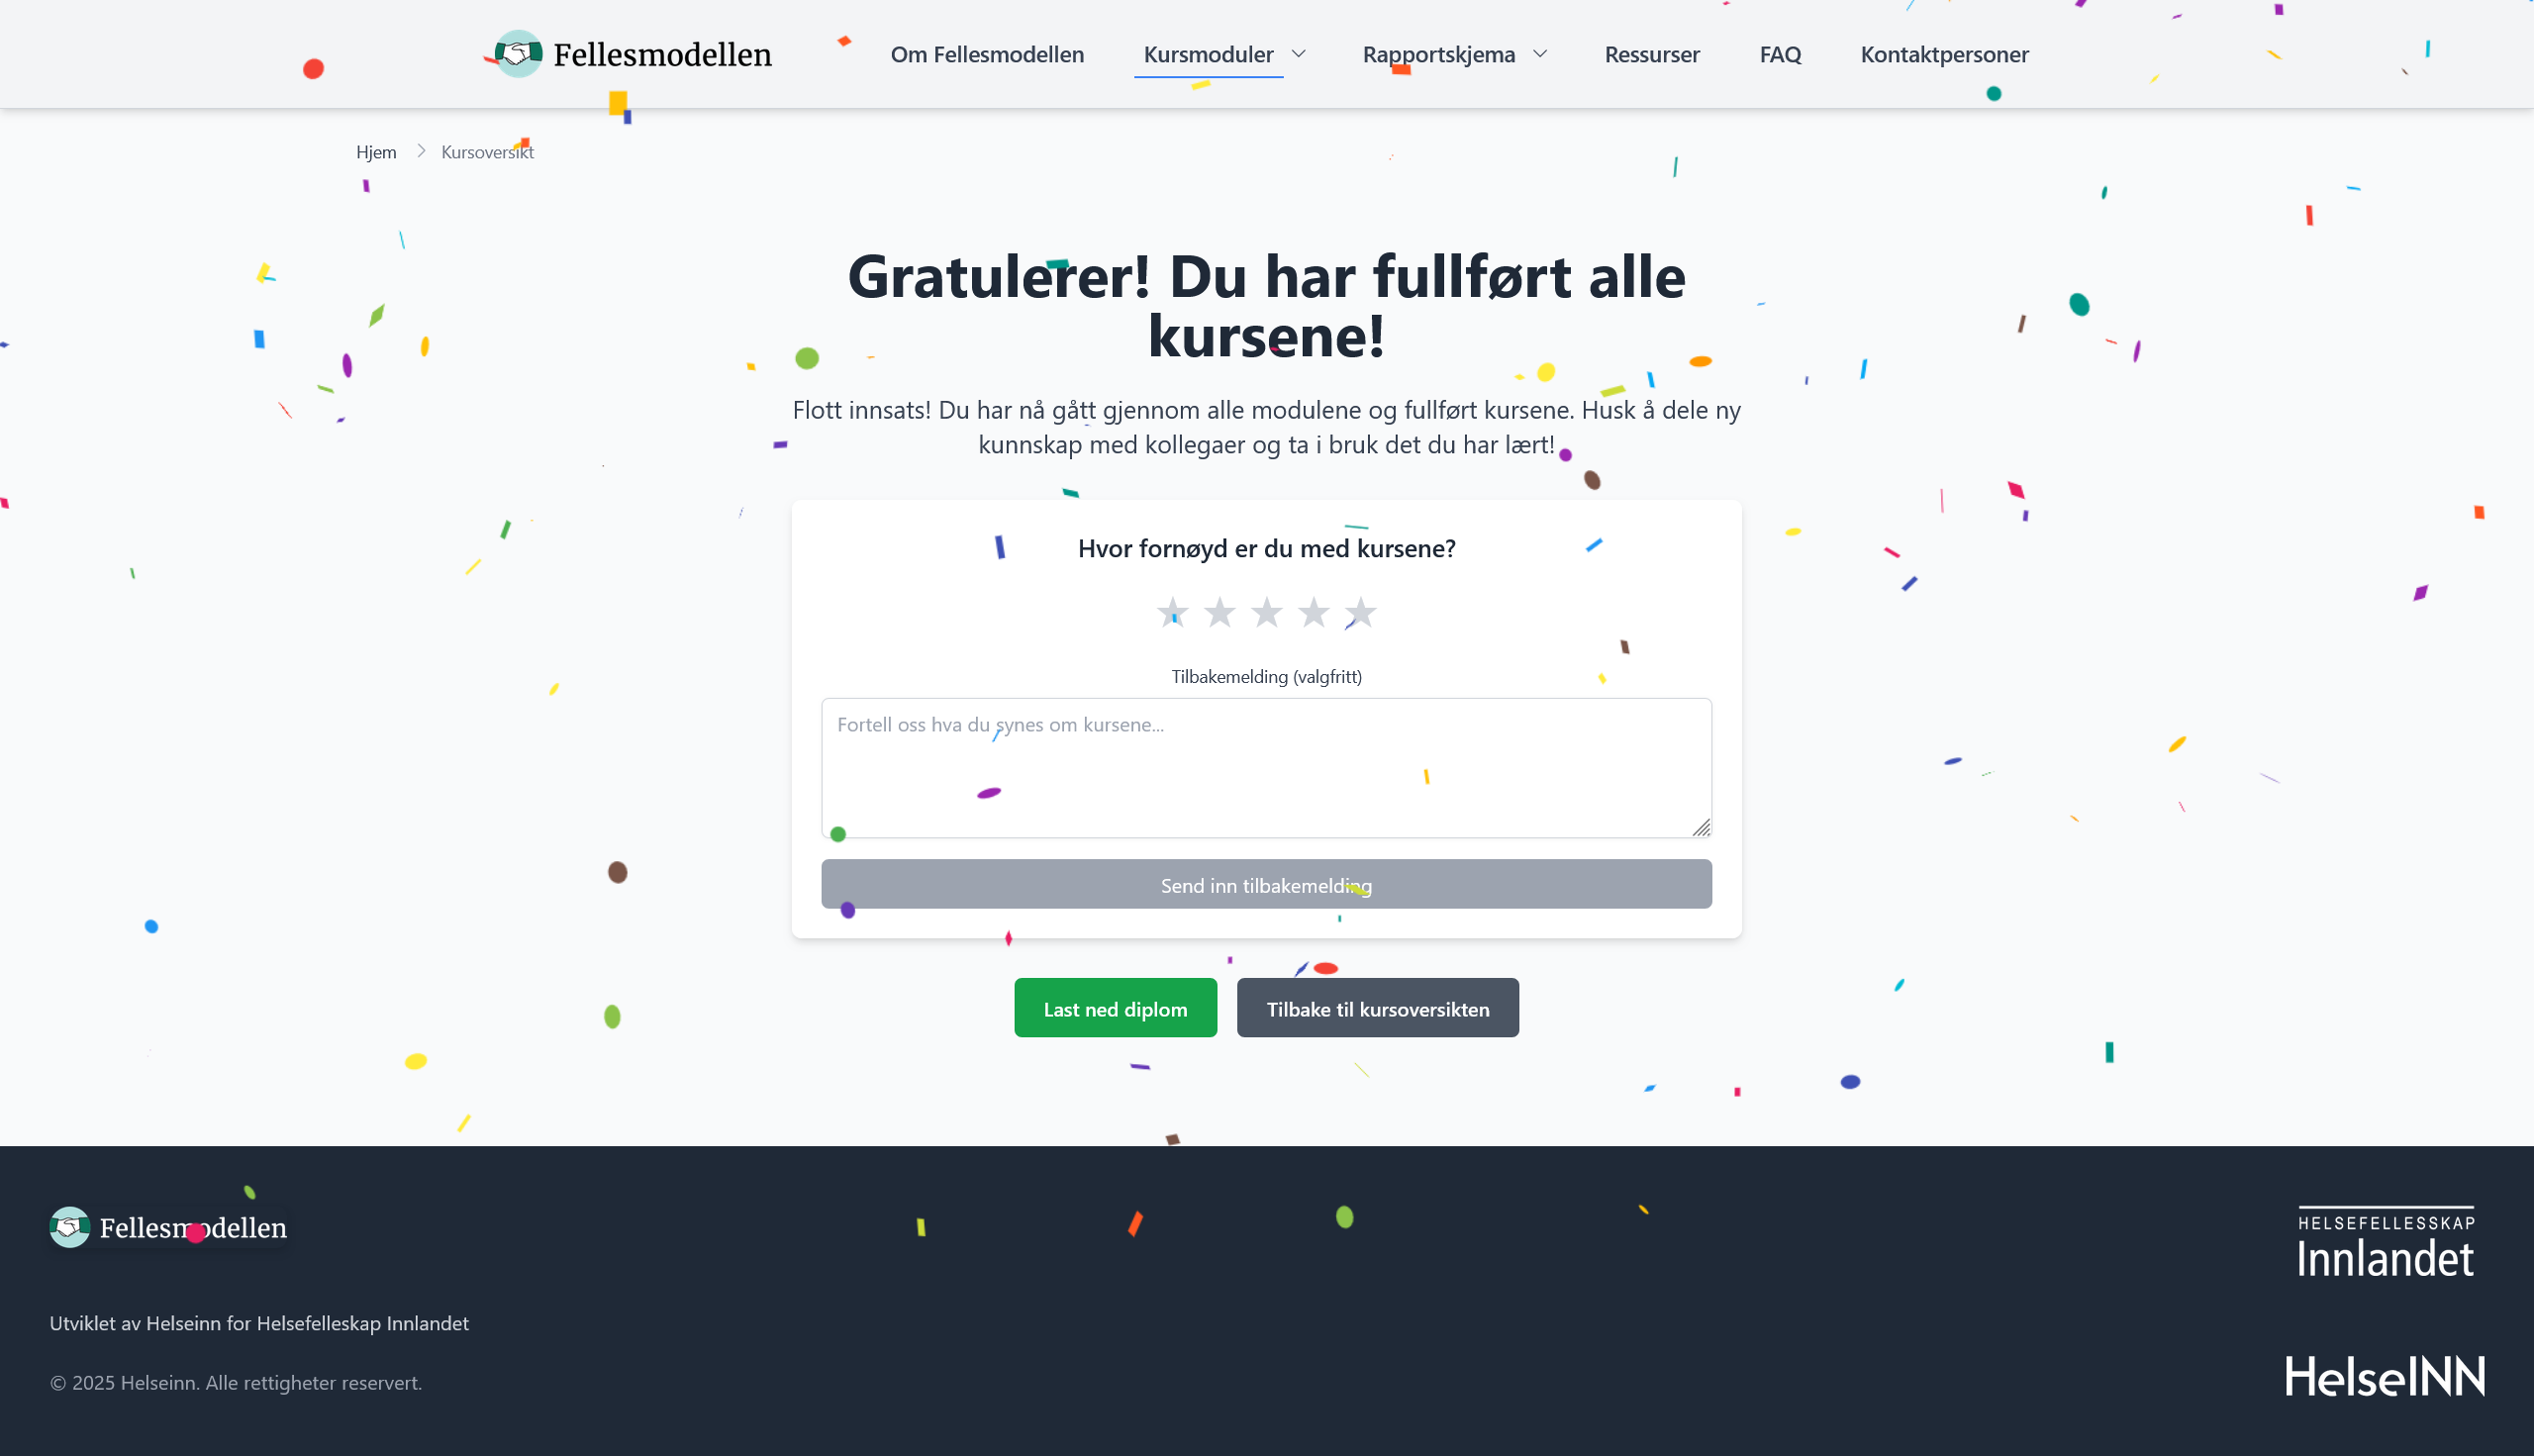 Fellesmodellen
Om Fellesmodellen
Kursmoduler
Rapportskjema
Ressurser
FAQ
Kontaktpersoner
Hjem
Kursoversikt
Gratulerer! Du har fullført alle
kursene!
Flott innsats! Du har nå gått gjennom alle modulene og fullført kursene. Husk å dele ny
kunnskap med kollegaer og ta i bruk det du har lært!
Hvor fornøyd er du med kursene?
Tilbakemelding (valgfritt)
Fortell oss hva du synes om kursene...
Send inn tilbakemelding
Last ned diplom
Tilbake til kursoversikten
Fellesmodellen
HELSEFELLESSKAP
Innlandet
Utviklet av Helseinn for Helsefelleskap Innlandet
HelseINN
© 2025 Helseinn. Alle rettigheter reservert.